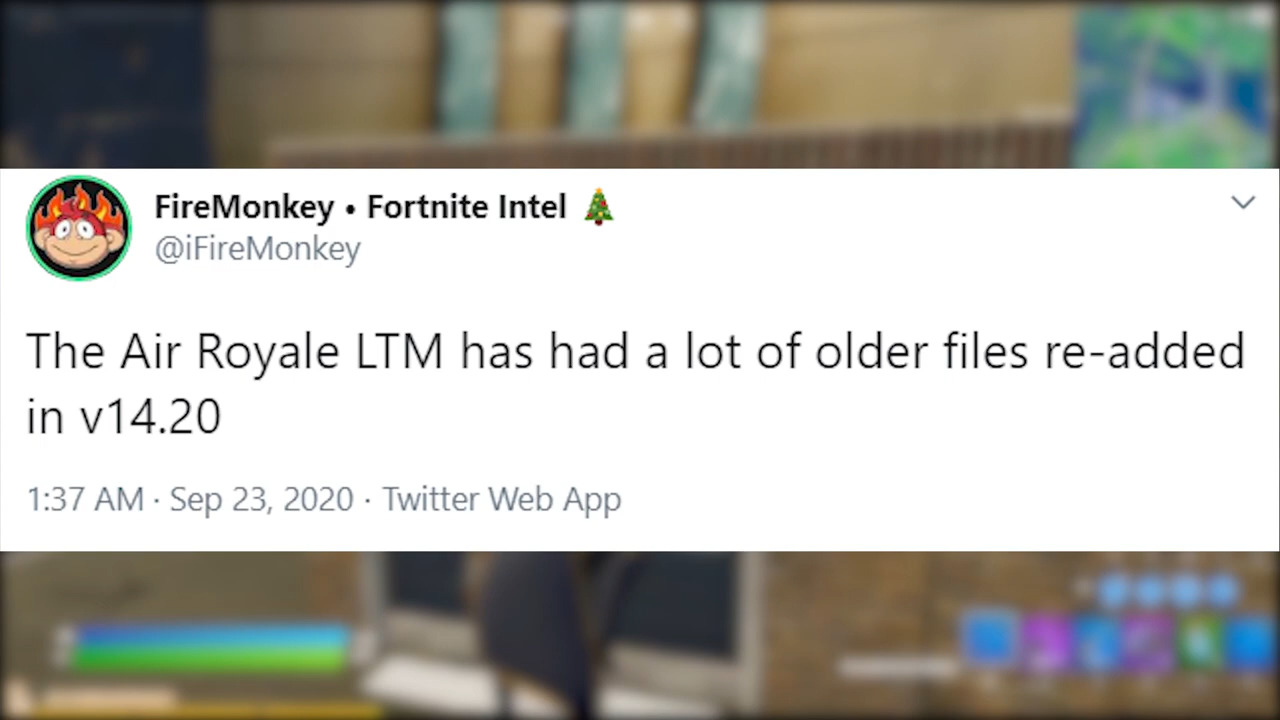 FireMonkey • Fortnite Intel 🎄
@iFireMonkey
The Air Royale LTM has had a lot of older files re-added
in v14.20
1:37 AM · Sep 23, 2020 · Twitter Web App